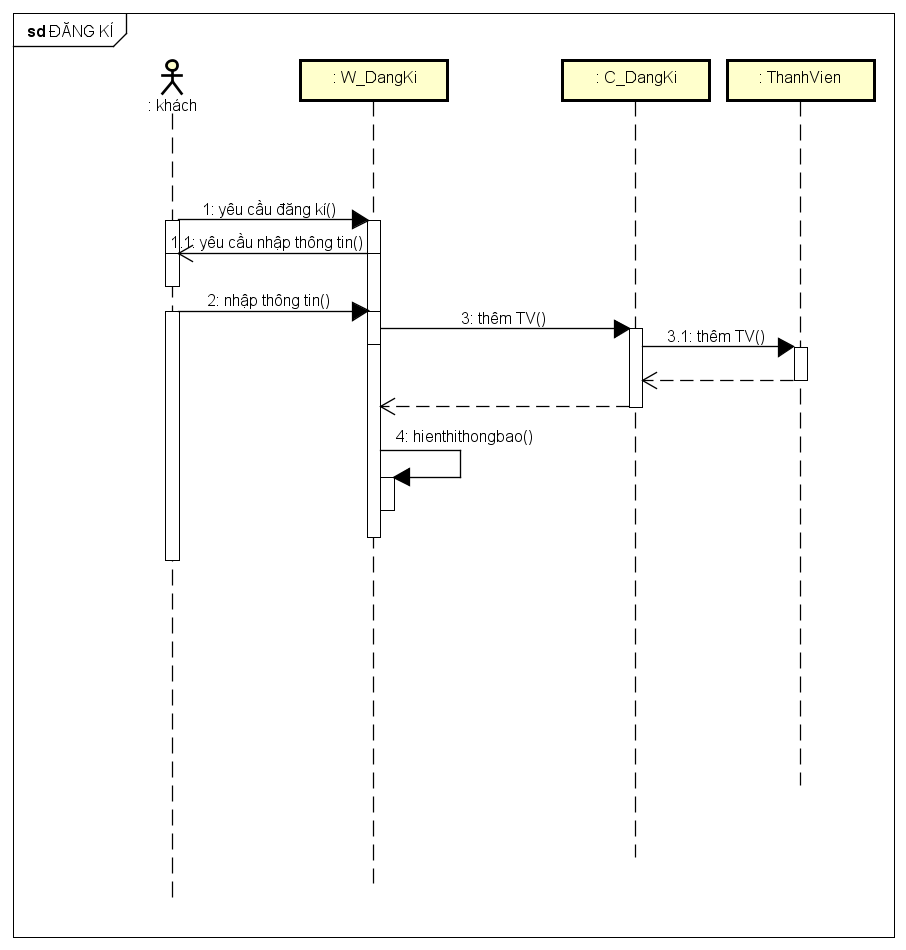 sd ĐĂNG KÍ
: khách
: W_DangKi
: C_DangKi
: ThanhVien
1: yêu cầu đăng kí()
1.1: yêu cầu nhập thông tin()
2: nhập thông tin()
3: thêm TV()
3.1: thêm TV()
4: hienthithongbao()